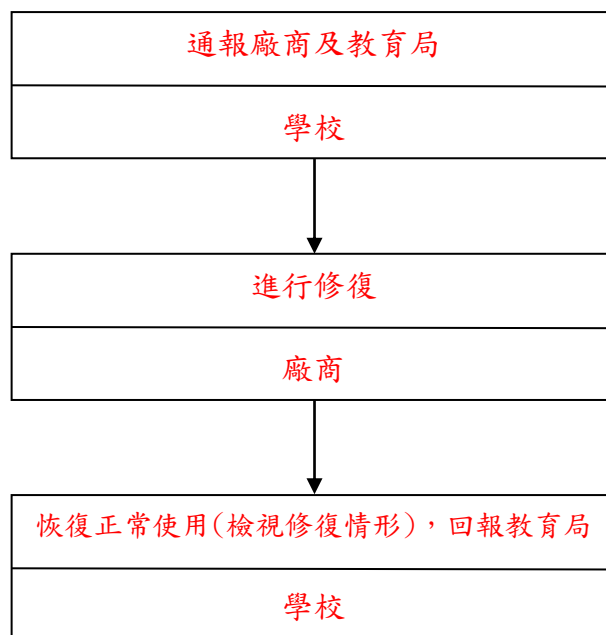 通報廠商及教育局
學校
進行修復
廠商
恢復正常使用(檢視修復情形)，回報教育局
學校